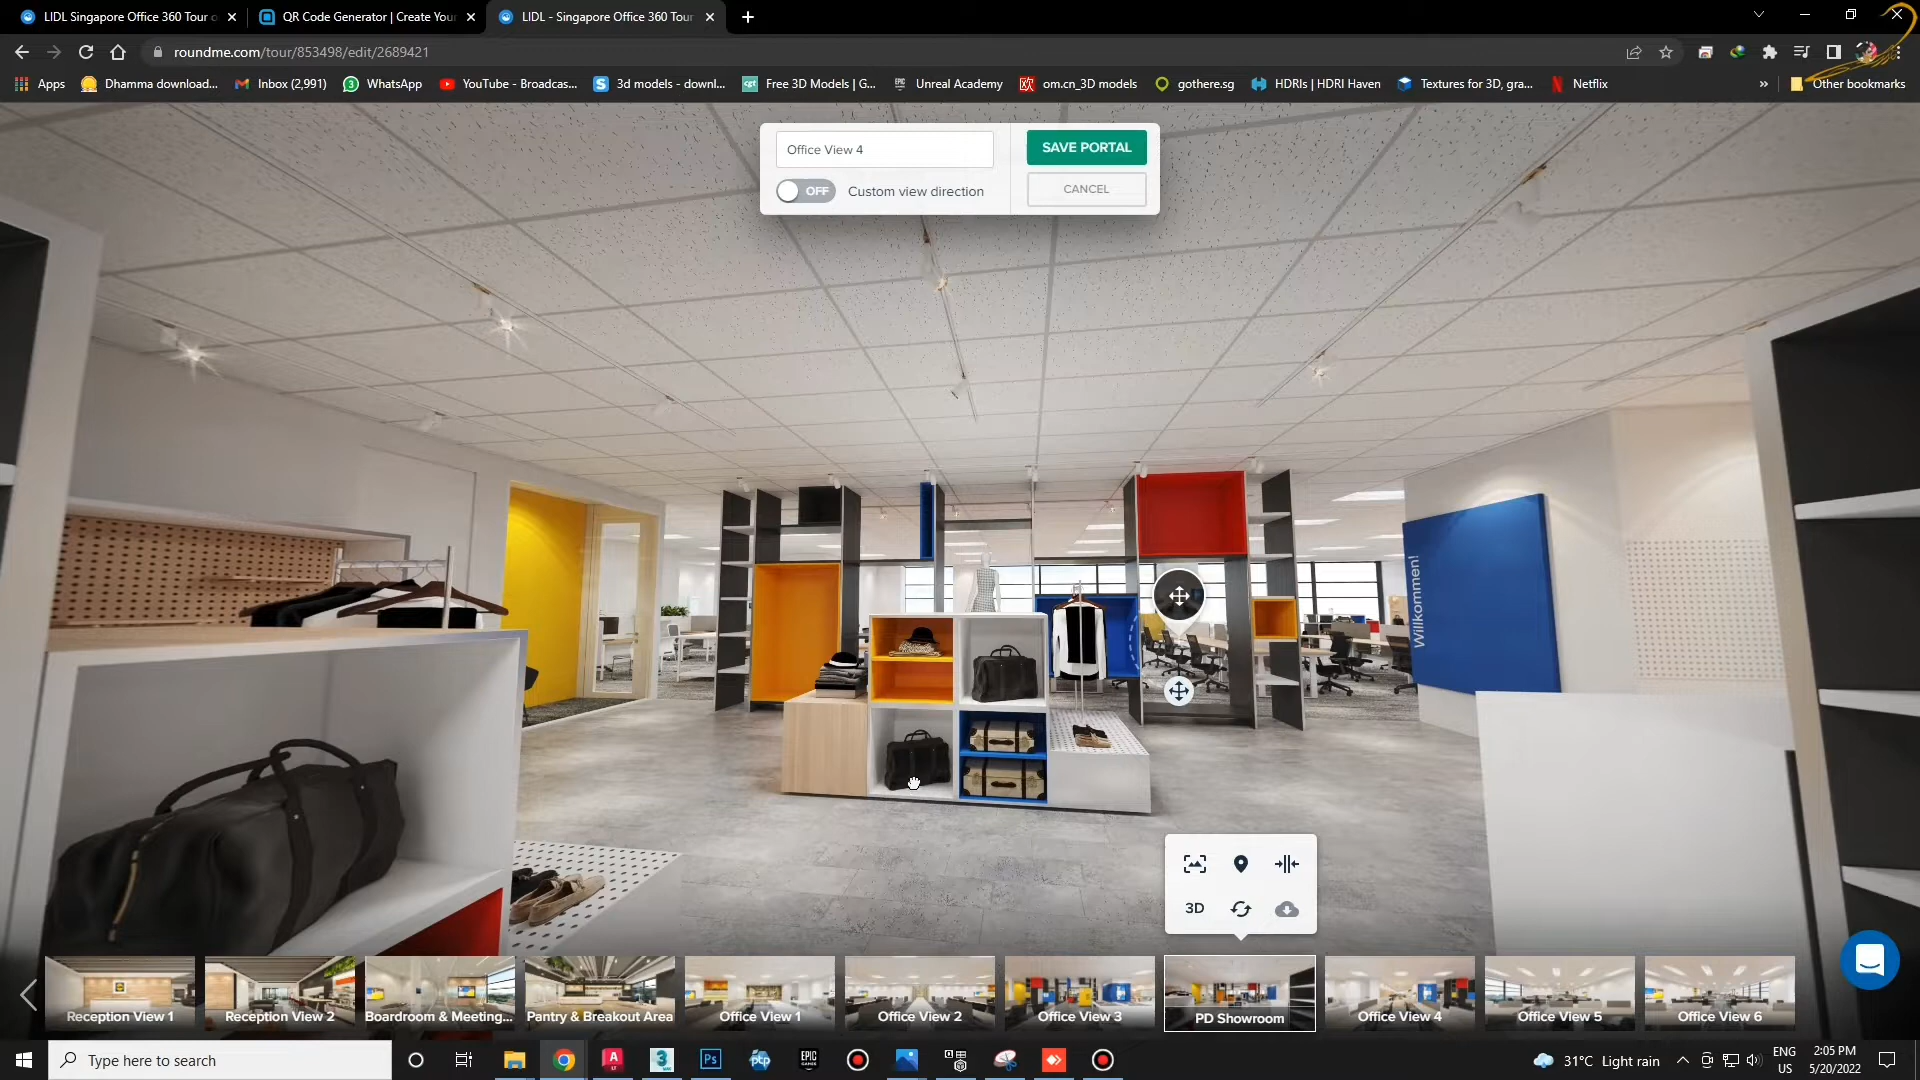 LIDL Singapore Office 360 Tour o
QR Code Generator | Create Your
LIDL - Singapore Office 360 Tour
roundme.com/tour/853498/edit/2689421
Apps
Dhamma download...
Inbox (2,991)
WhatsApp
YouTube - Broadcas...
3d models - downl...
Free 3D Models | G...
Unreal Academy
om.cn_3D models
gothere.sg
HDRIs | HDRI Haven
Textures for 3D, gra...
Netflix
»
Other bookmarks
Office View 4
SAVE PORTAL
OFF
Custom view direction
CANCEL
Willkommen!
3D
Reception View 1
Reception View 2
Boardroom & Meeting...
Pantry & Breakout Area
Office View 1
Office View 2
Office View 3
PD Showroom
Office View 4
Office View 5
Office View 6
Type here to search
31°C Light rain
ENG
US
2:05 PM
5/20/2022